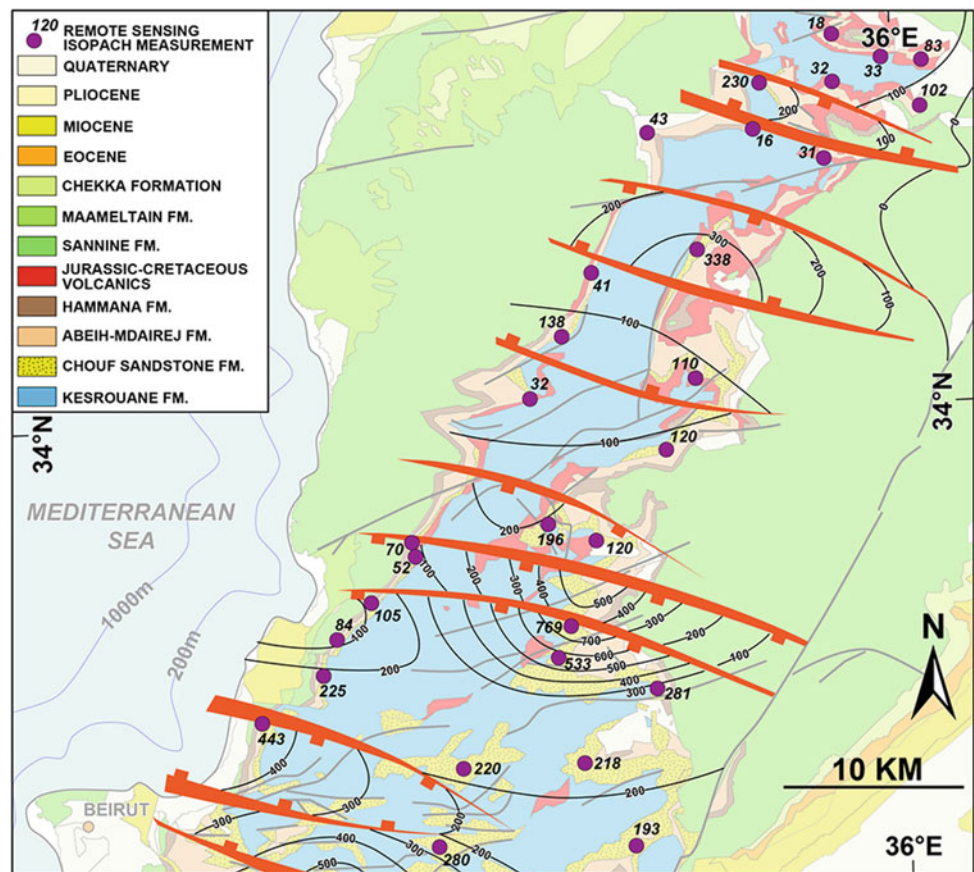 120 REMOTE SENSING
ISOPACH MEASUREMENT
QUATERNARY
PLIOCENE
MIOCENE
EOCENE
CHEKKA FORMATION
MAAMELTAIN FM.
SANNINE FM.
JURASSIC-CRETACEOUS
VOLCANICS
HAMMANA FM.
ABEIH-MDAIREJ FM.
CHOUF SANDSTONE FM.
KESROUANE FM.
18
36°E
83
33
32
230
100
102
200
43
16
100
0
31
200
300
338
0
200
41
100
138
100
110
32
34°N
34°N
100
120
MEDITERRANEAN
SEA
200
196
120
70
52
100
200
300
400
500
400
300
200
100
1000m
200m
105
84
100
769
700
600
533
500
400
300
281
200
225
N
443
400
220
218
200
10 KM
BEIRUT
300
300
200
400
300
200
280
193
500
36°E